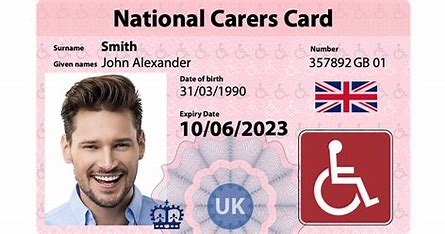 National Carers Card
Surname Smith Number
Given names John Alexander 357892 GB 01
Date of birth
31/03/1990
Expiry Date
10/06/2023
UK